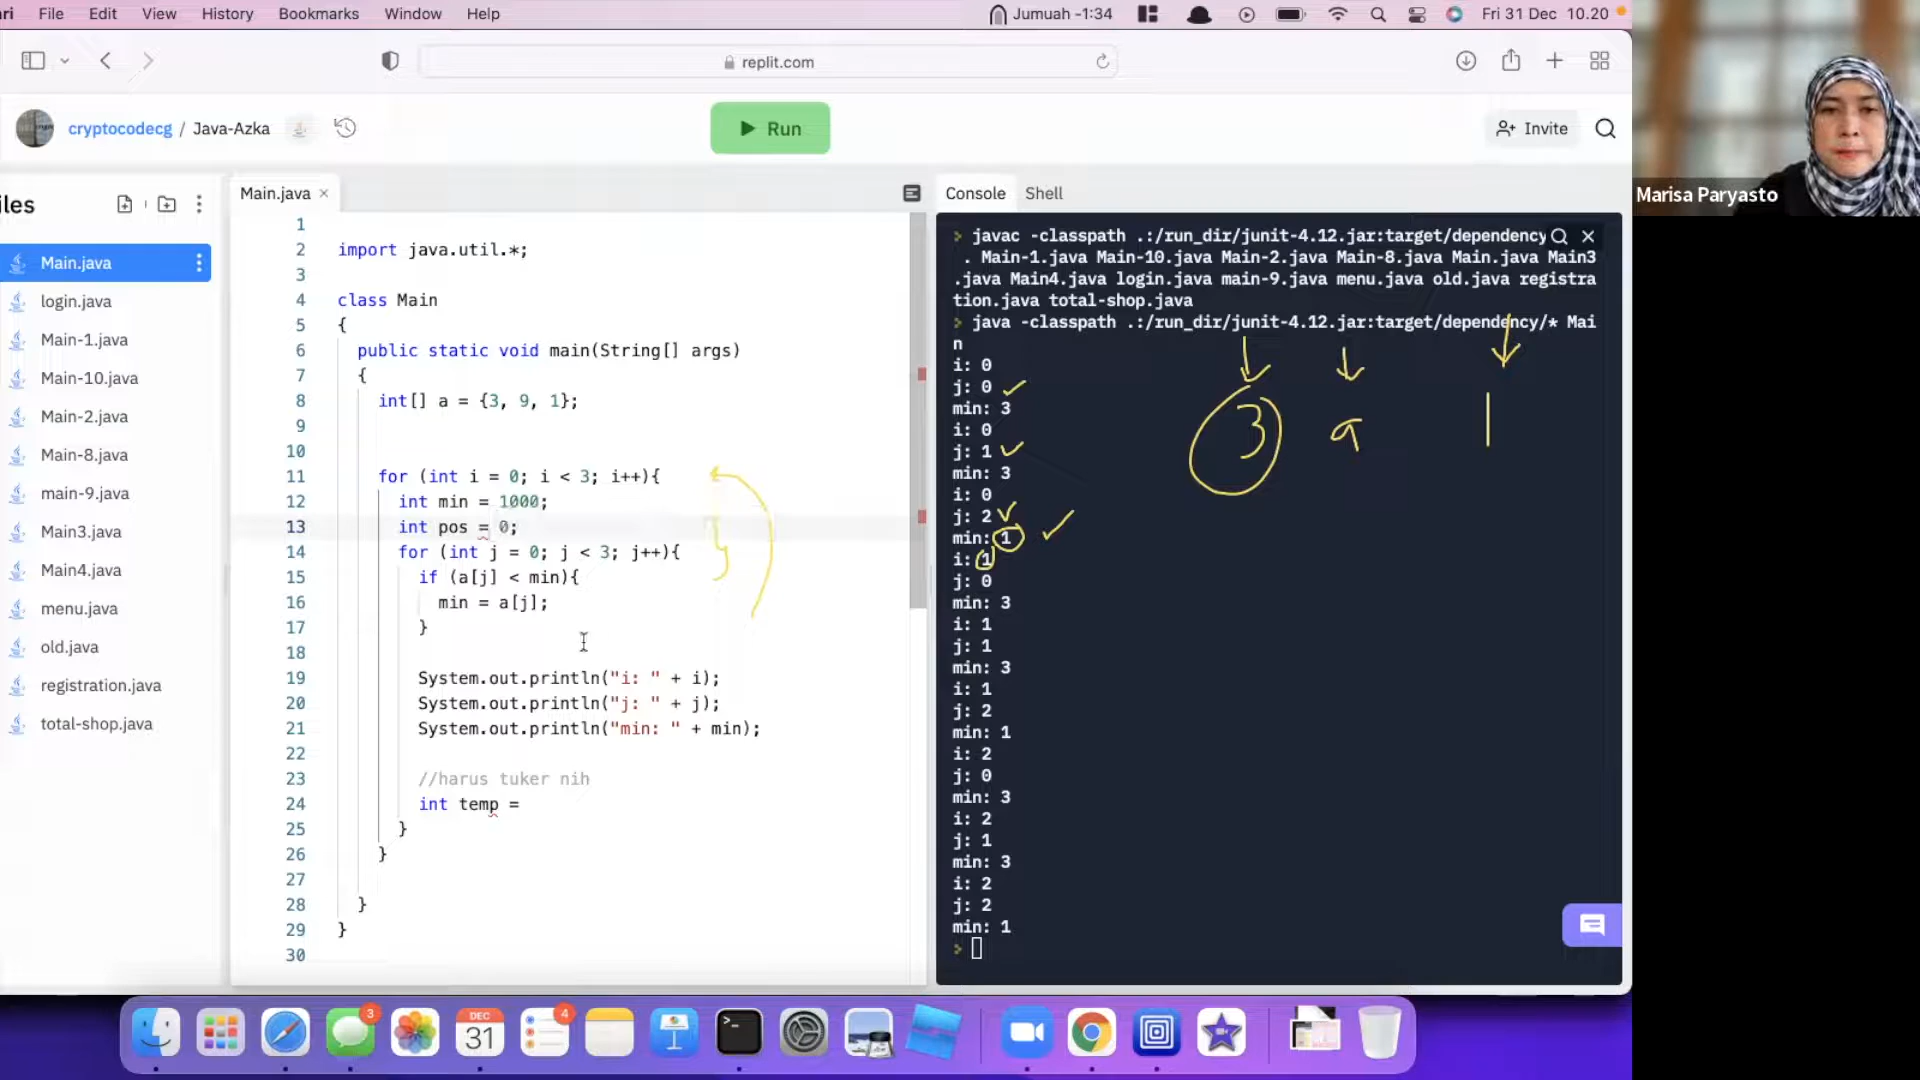 ri File Edit View History Bookmarks Window Help Jumuah -1:34 Fri 31 Dec 10.20
replit.com
cryptocodecg / Java-Azka Run Invite
iles
Main.java
login.java
Main-1.java
Main-10.java
Main-2.java
Main-8.java
main-9.java
Main3.java
Main4.java
menu.java
old.java
registration.java
total-shop.java
Main.java ×
1
2 import java.util.*;
3
4 class Main
5 {
6 public static void main(String[] args)
7 {
8 int[] a = {3, 9, 1};
9
10
11 for (int i = 0; i < 3; i++){
12 int min = 1000;
13 int pos = 0;
14 for (int j = 0; j < 3; j++){
15 if (a[j] < min){
16 min = a[j];
17 }
18
19 System.out.println("i: " + i);
20 System.out.println("j: " + j);
21 System.out.println("min: " + min);
22
23 //harus tuker nih
24 int temp =
25 }
26 }
27
28 }
29 }
30
Console Shell
> javac -classpath .:/run_dir/junit-4.12.jar:target/dependency
. Main-1.java Main-10.java Main-2.java Main-8.java Main.java Main3
.java Main4.java login.java main-9.java menu.java old.java registra
tion.java total-shop.java
> java -classpath .:/run_dir/junit-4.12.jar:target/dependency/* Mai
n
i: 0
j: 0
min: 3
i: 0
j: 1
min: 3
i: 0
j: 2
min: 1
i: 1
j: 0
min: 3
i: 1
j: 1
min: 3
i: 1
j: 2
min: 1
i: 2
j: 0
min: 3
i: 2
j: 1
min: 3
i: 2
j: 2
min: 1
>
3 9 1
Marisa Paryasto
3
DEC
31
4